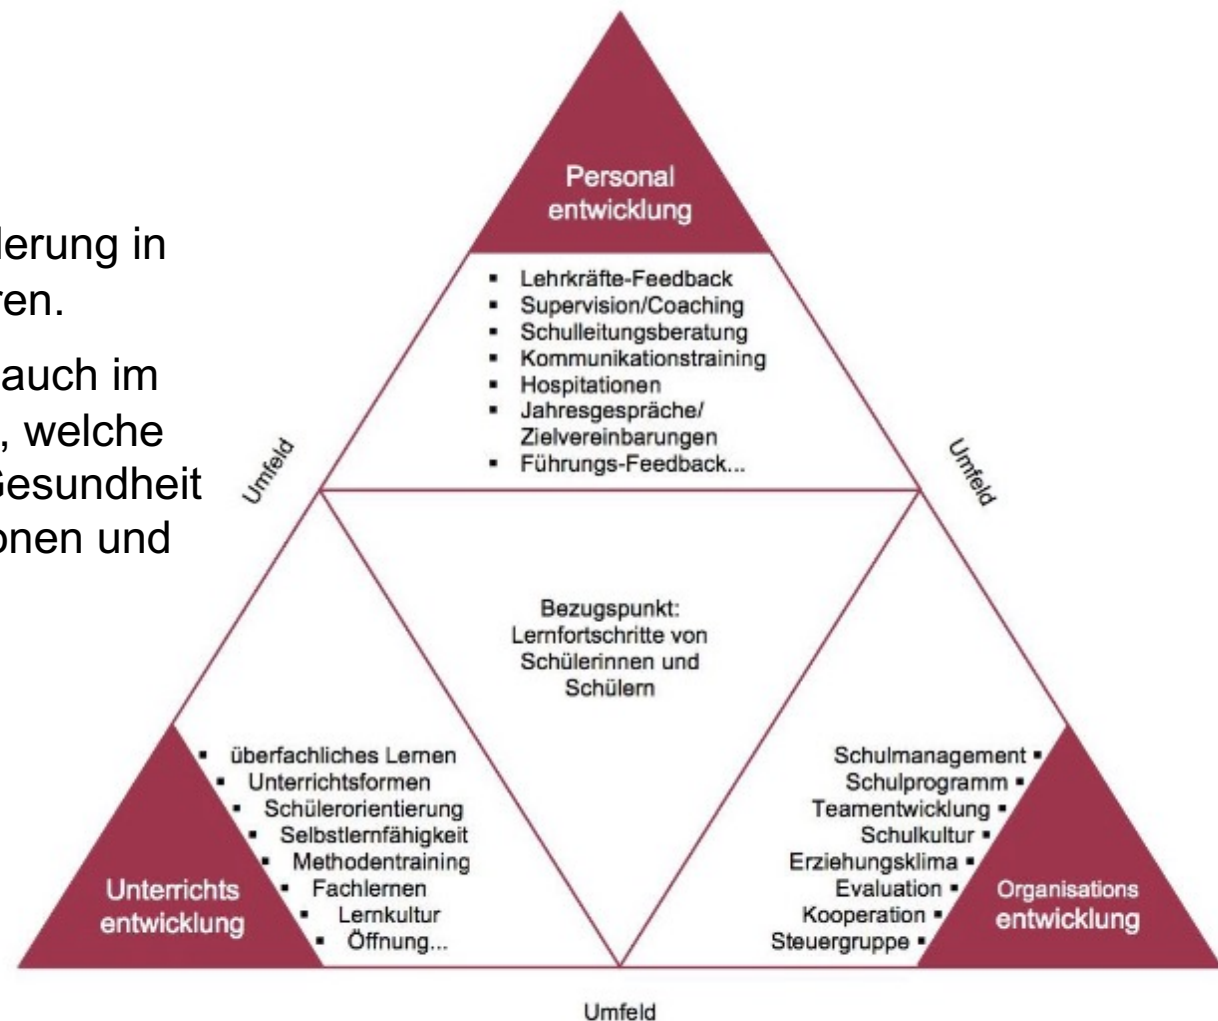 derung in
ren.
auch im
, welche
Gesundheit
onen und
Personal
entwicklung
▪ Lehrkräfte-Feedback
▪ Supervision/Coaching
▪ Schulleitungsberatung
▪ Kommunikationstraining
▪ Hospitationen
▪ Jahresgespräche/
Zielvereinbarungen
▪ Führungs-Feedback...
Umfeld
Umfeld
Bezugspunkt:
Lernfortschritte von
Schülerinnen und
Schülern
▪ überfachliches Lernen
▪ Unterrichtsformen
▪ Schülerorientierung
▪ Selbstlernfähigkeit
▪ Methodentraining
▪ Fachlernen
▪ Lernkultur
▪ Öffnung...
Unterrichts
entwicklung
Schulmanagement ▪
Schulprogramm ▪
Teamentwicklung ▪
Schulkultur ▪
Erziehungsklima ▪
Evaluation ▪
Kooperation ▪
Steuergruppe ▪
Organisations
entwicklung
Umfeld